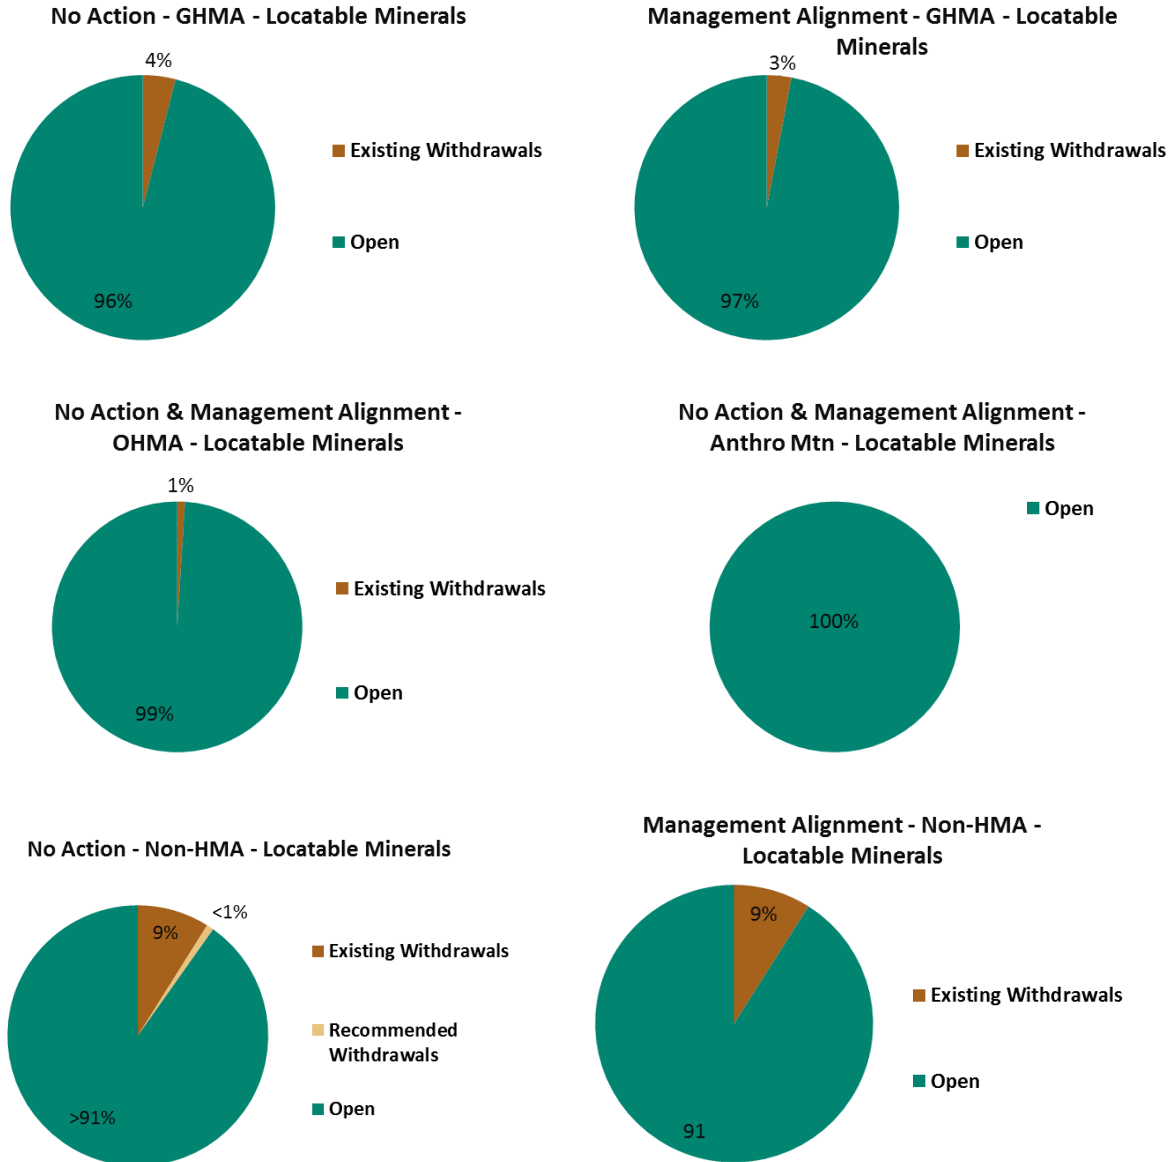 No Action - GHMA - Locatable Minerals
4%
Existing Withdrawals
Open
96%
Management Alignment - GHMA - Locatable
Minerals
3%
Existing Withdrawals
Open
97%
No Action & Management Alignment -
OHMA - Locatable Minerals
1%
Existing Withdrawals
Open
99%
No Action & Management Alignment -
Anthro Mtn - Locatable Minerals
Open
100%
No Action - Non-HMA - Locatable Minerals
<1%
9%
Existing Withdrawals
Recommended
Withdrawals
Open
>91%
Management Alignment - Non-HMA -
Locatable Minerals
9%
Existing Withdrawals
Open
91